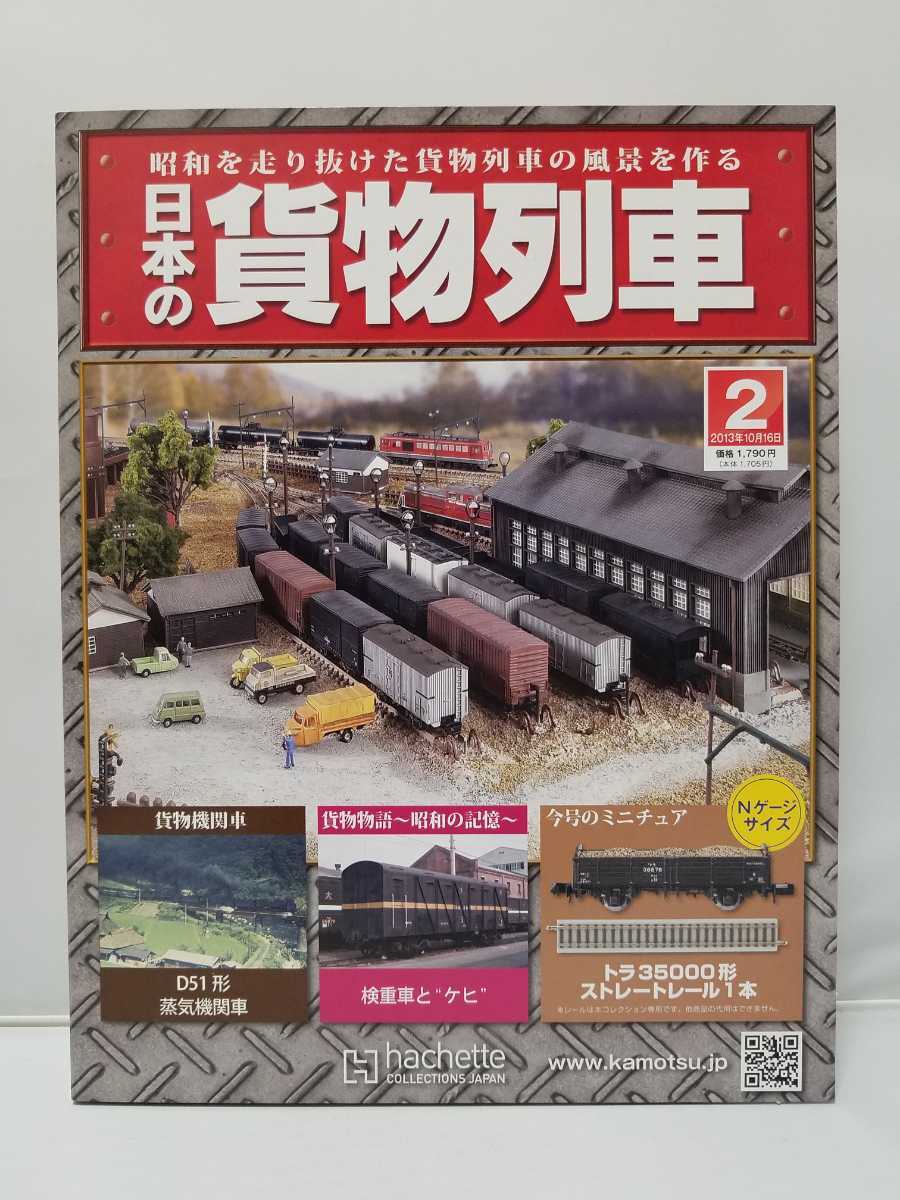 昭和を走り抜けた貨物列車の風景を作る
日本の貨物列車
2
2013年10月16日
価格 1,790円
(本体 1,705円)
貨物機関車
D51形
蒸気機関車
貨物物語～昭和の記憶～
検重車と"ケヒ"
今号のミニチュア
Nゲージ
サイズ
トラ35000形
ストレートレール1本
※レールは本コレクション専用です。他商品の代用はできません。
hachette
COLLECTIONS JAPAN
www.kamotsu.jp